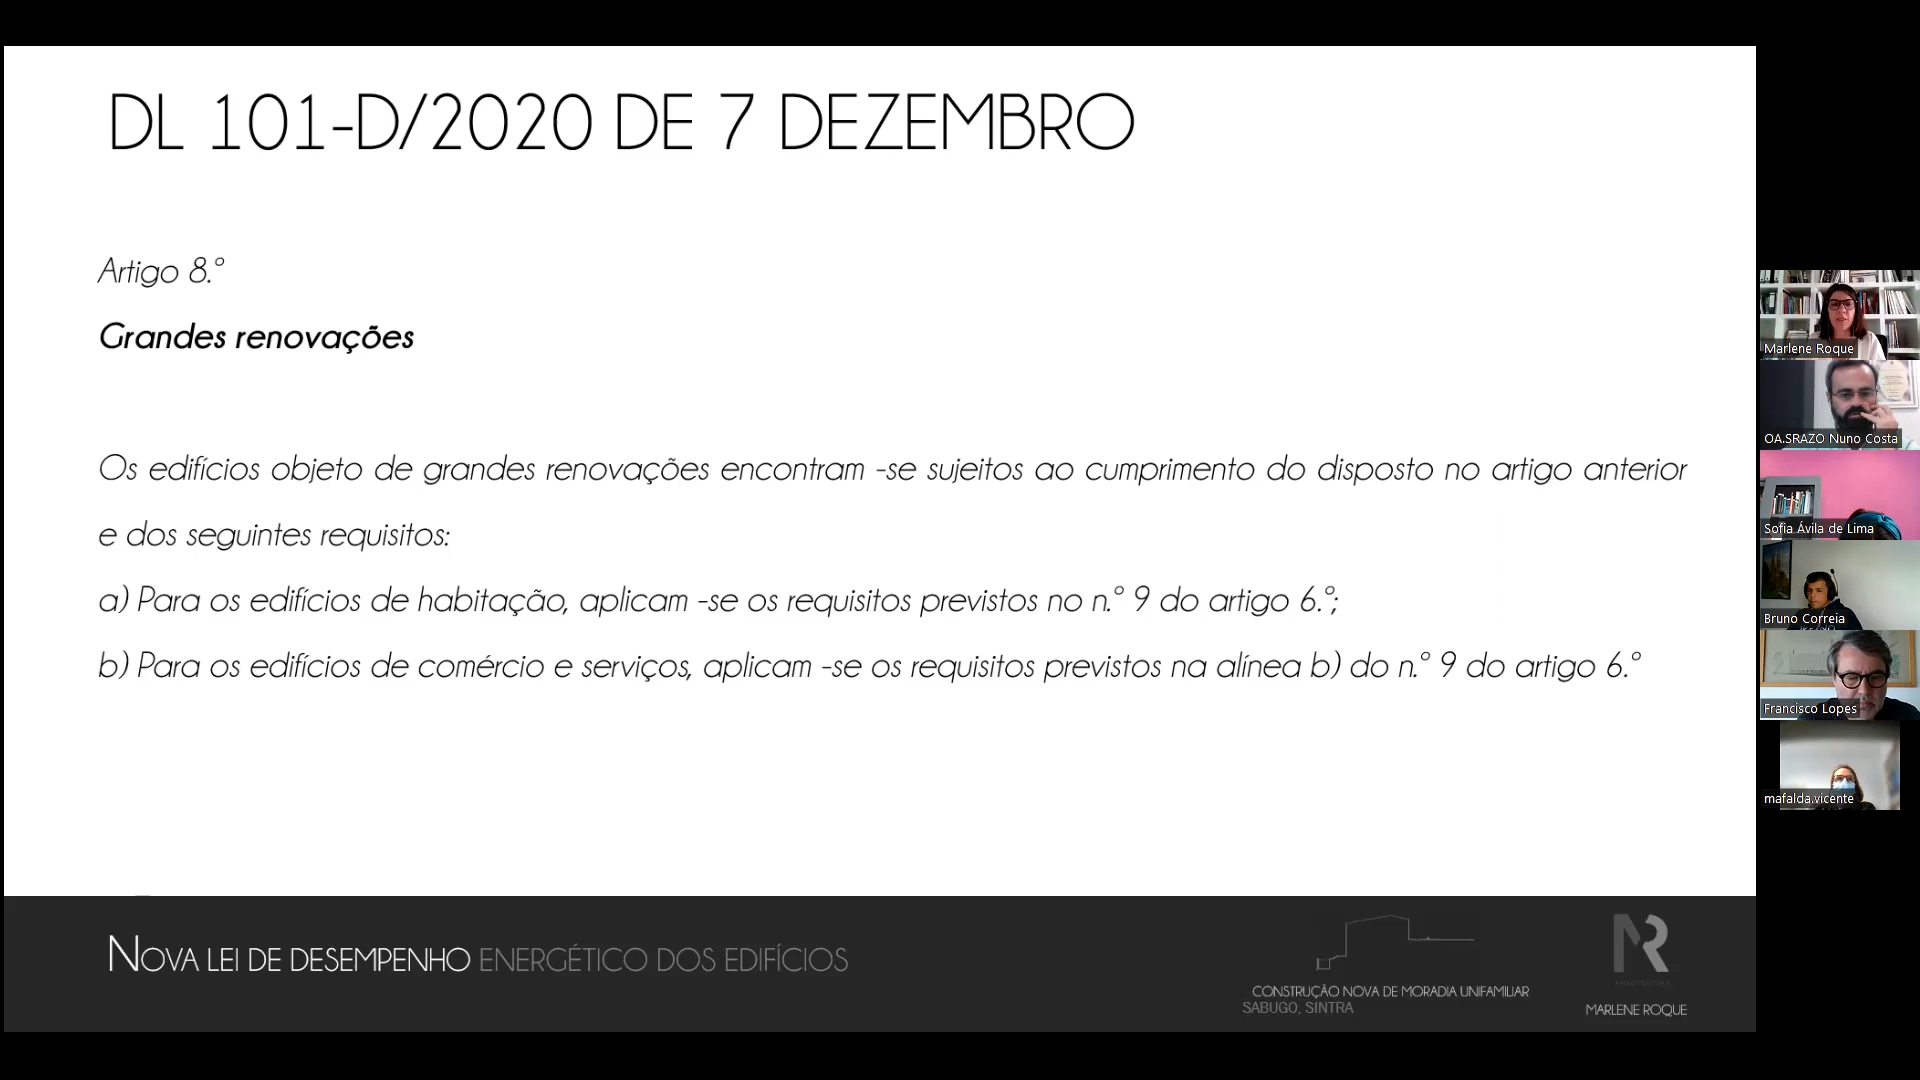 DL 101-D/2020 DE 7 DEZEMBRO
Artigo 8.º
Grandes renovações
Os edifícios objeto de grandes renovações encontram -se sujeitos ao cumprimento do disposto no artigo anterior
e dos seguintes requisitos:
a) Para os edifícios de habitação, aplicam -se os requisitos previstos no n.º 9 do artigo 6.º;
b) Para os edifícios de comércio e serviços, aplicam -se os requisitos previstos na alínea b) do n.º 9 do artigo 6.º
NOVA LEI DE DESEMPENHO ENERGÉTICO DOS EDIFÍCIOS
CONSTRUÇÃO NOVA DE MORADIA UNIFAMILIAR
SABUGO, SINTRA
MR
MARLENE ROQUE
Marlene Roque
OA.SRAZO Nuno Costa
Sofia Ávila de Lima
Bruno Correia
Francisco Lopes
mafalda.vicente